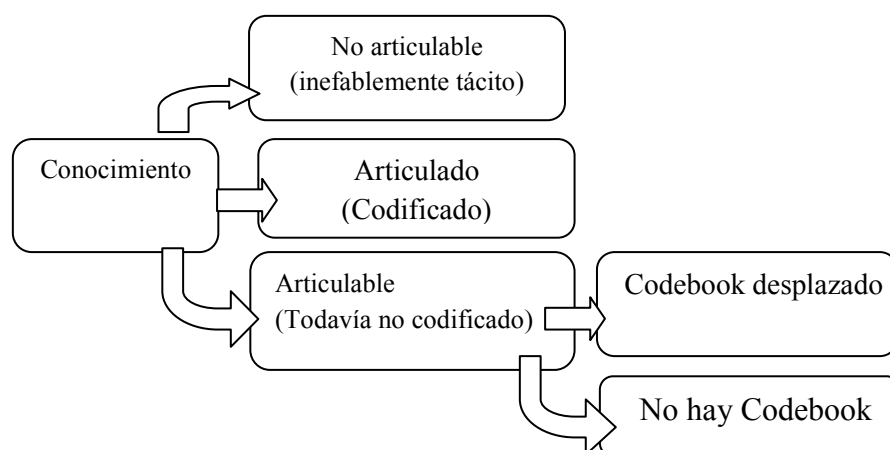 No articulable
(inefablemente tácito)
Conocimiento
Articulado
(Codificado)
Articulable
(Todavía no codificado)
Codebook desplazado
No hay Codebook